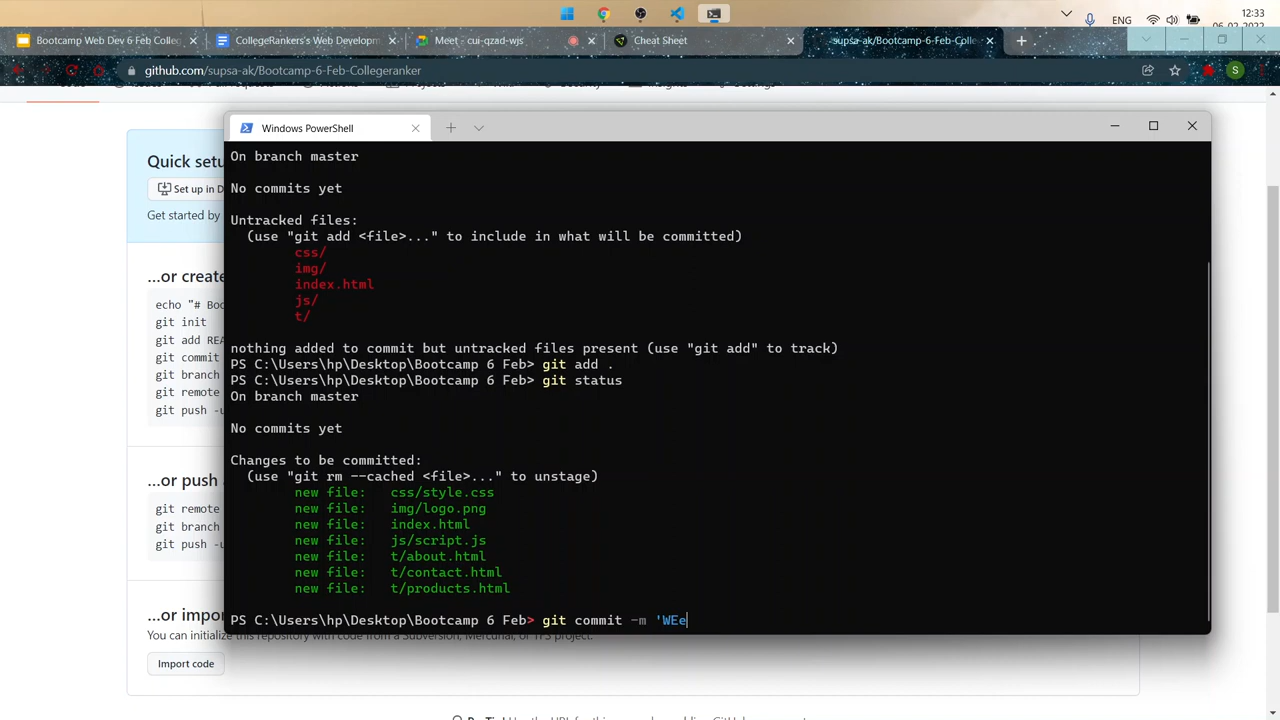 12:33
ENG
06-02-2022
Bootcamp Web Dev 6 Feb Colleg
CollegeRankers's Web Developm
Meet - cui-qzad-wjs
Cheat Sheet
supsa-ak/Bootcamp-6-Feb-Colle
github.com/supsa-ak/Bootcamp-6-Feb-Collegeranker
S
Windows PowerShell
On branch master
No commits yet
Untracked files:
(use "git add <file>..." to include in what will be committed)
css/
img/
index.html
js/
t/
nothing added to commit but untracked files present (use "git add" to track)
PS C:\Users\hp\Desktop\Bootcamp 6 Feb> git add .
PS C:\Users\hp\Desktop\Bootcamp 6 Feb> git status
On branch master
No commits yet
Changes to be committed:
(use "git rm --cached <file>..." to unstage)
new file: css/style.css
new file: img/logo.png
new file: index.html
new file: js/script.js
new file: t/about.html
new file: t/contact.html
new file: t/products.html
PS C:\Users\hp\Desktop\Bootcamp 6 Feb> git commit -m 'WEe
Quick setu
Set up in D
Get started by
...or create
echo "# Boo
git init
git add REA
git commit
git branch
git remote
git push -u
...or push
git remote
git branch
git push -u
...or impor
You can initialize this repository with code from a Subversion, Mercurial, or TFS project.
Import code